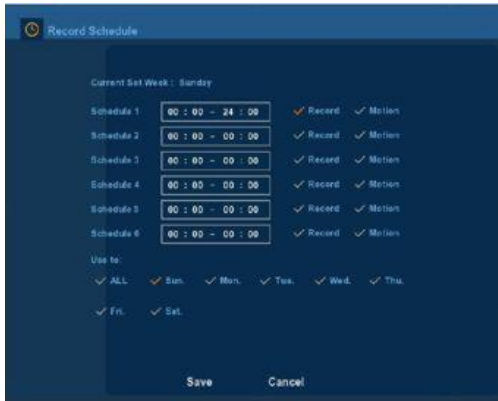 Record Schedule
Current Set Week : Sunday
Schedule 1 00 : 00 - 24 : 00 Record Motion
Schedule 2 00 : 00 - 00 : 00 Record Motion
Schedule 3 00 : 00 - 00 : 00 Record Motion
Schedule 4 00 : 00 - 00 : 00 Record Motion
Schedule 5 00 : 00 - 00 : 00 Record Motion
Schedule 6 00 : 00 - 00 : 00 Record Motion
Use to:
ALL Sun. Mon. Tue. Wed. Thu.
Fri. Sat.
Save Cancel